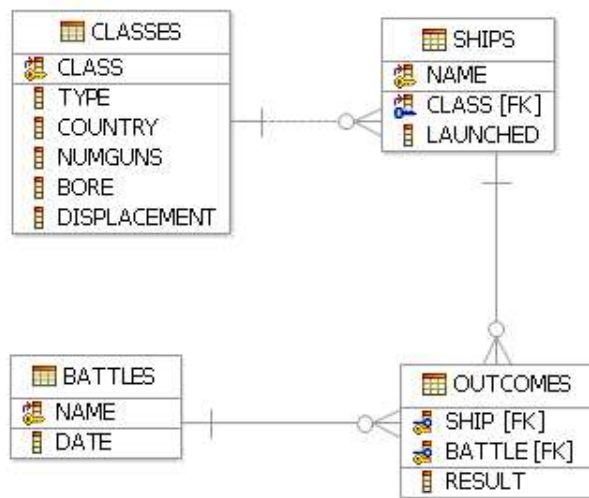 CLASSES
CLASS
TYPE
COUNTRY
NUMGUNS
BORE
DISPLACEMENT
SHIPS
NAME
CLASS [FK]
LAUNCHED
BATTLES
NAME
DATE
OUTCOMES
SHIP [FK]
BATTLE [FK]
RESULT